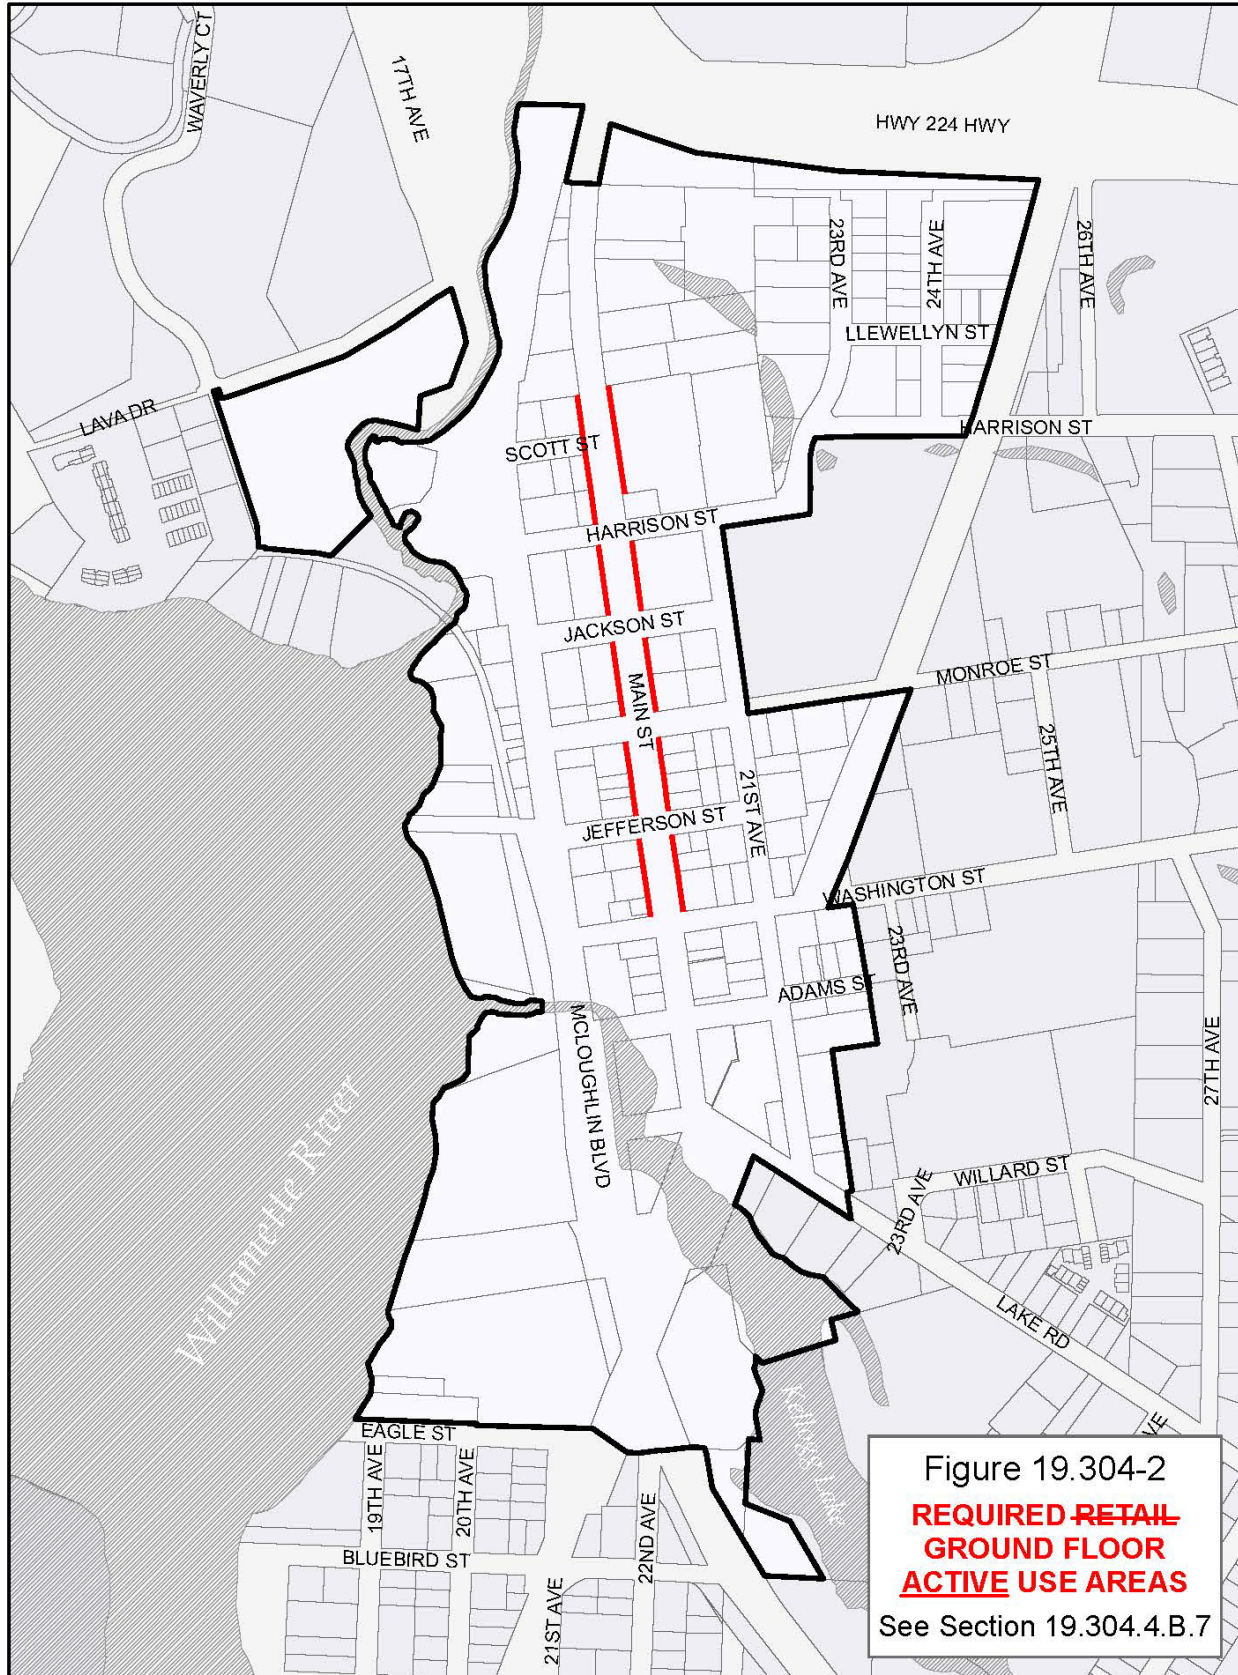 WAVERLY CT
17TH AVE
HWY 224 HWY
23RD AVE
24TH AVE
26TH AVE
LLEWELLYN ST
LAVA DR
SCOTT ST
HARRISON ST
HARRISON ST
JACKSON ST
MONROE ST
MAIN ST
25TH AVE
21ST AVE
JEFFERSON ST
WASHINGTON ST
23RD AVE
ADAMS ST
MCLOUGHLIN BLVD
27TH AVE
Willamette River
WILLARD ST
23RD AVE
LAKE RD
Kellogg Lake
EAGLE ST
19TH AVE
20TH AVE
22ND AVE
BLUEBIRD ST
21ST AVE
AVE
Figure 19.304-2
REQUIRED RETAIL
GROUND FLOOR
ACTIVE USE AREAS
See Section 19.304.4.B.7